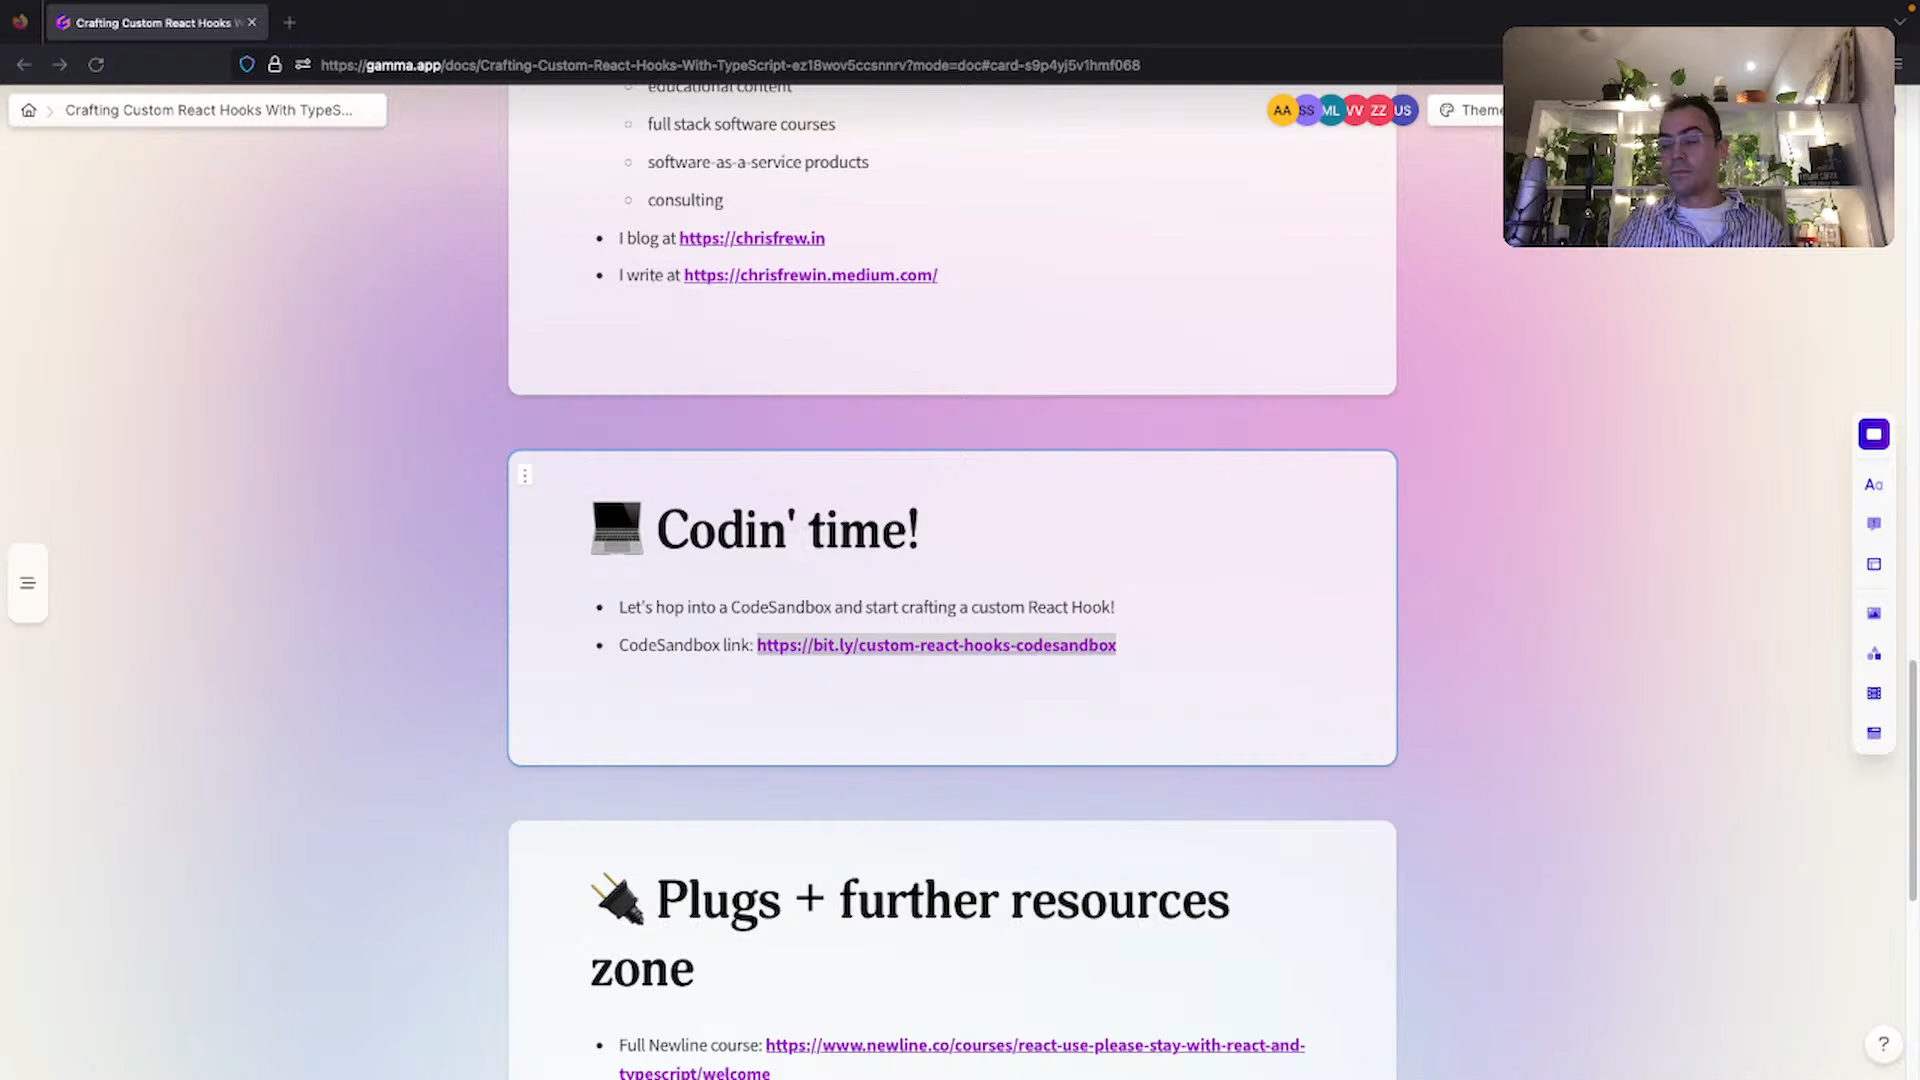 Crafting Custom React Hooks W
https://gamma.app/docs/Crafting-Custom-React-Hooks-With-TypeScript-ez18wov5ccsnnrv?mode=doc#card-s9p4yj5v1hmf068
Crafting Custom React Hooks With TypeS...
AA SS ML VV ZZ US
Theme
educational content
full stack software courses
software-as-a-service products
consulting
I blog at https://chrisfrew.in
I write at https://chrisfrewin.medium.com/
Codin' time!
Let's hop into a CodeSandbox and start crafting a custom React Hook!
CodeSandbox link: https://bit.ly/custom-react-hooks-codesandbox
Aa
Plugs + further resources
zone
Full Newline course: https://www.newline.co/courses/react-use-please-stay-with-react-and-
typescript/welcome
?